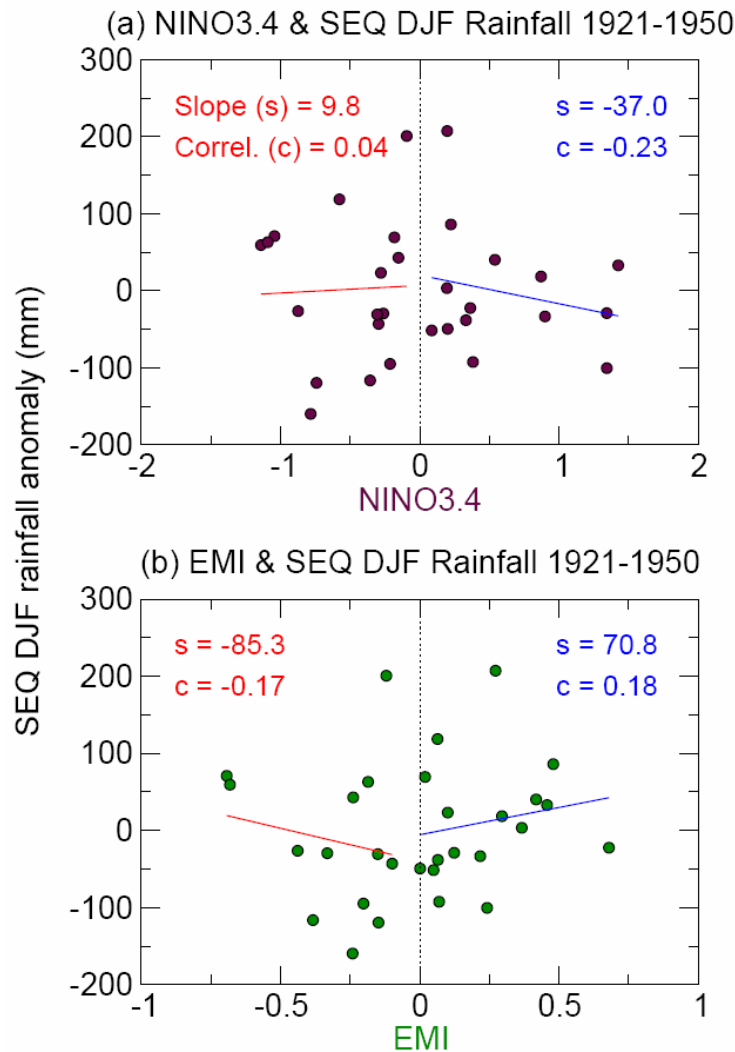 (a) NINO3.4 & SEQ DJF Rainfall 1921-1950
300
Slope (s) = 9.8
s = -37.0
200
Correl. (c) = 0.04
c = -0.23
100
0
-100
-200
-2
-1
0
1
2
NINO3.4
SEQ DJF rainfall anomaly (mm)
(b) EMI & SEQ DJF Rainfall 1921-1950
300
s = -85.3
s = 70.8
200
c = -0.17
c = 0.18
100
0
-100
-200
-1
-0.5
0
0.5
1
EMI